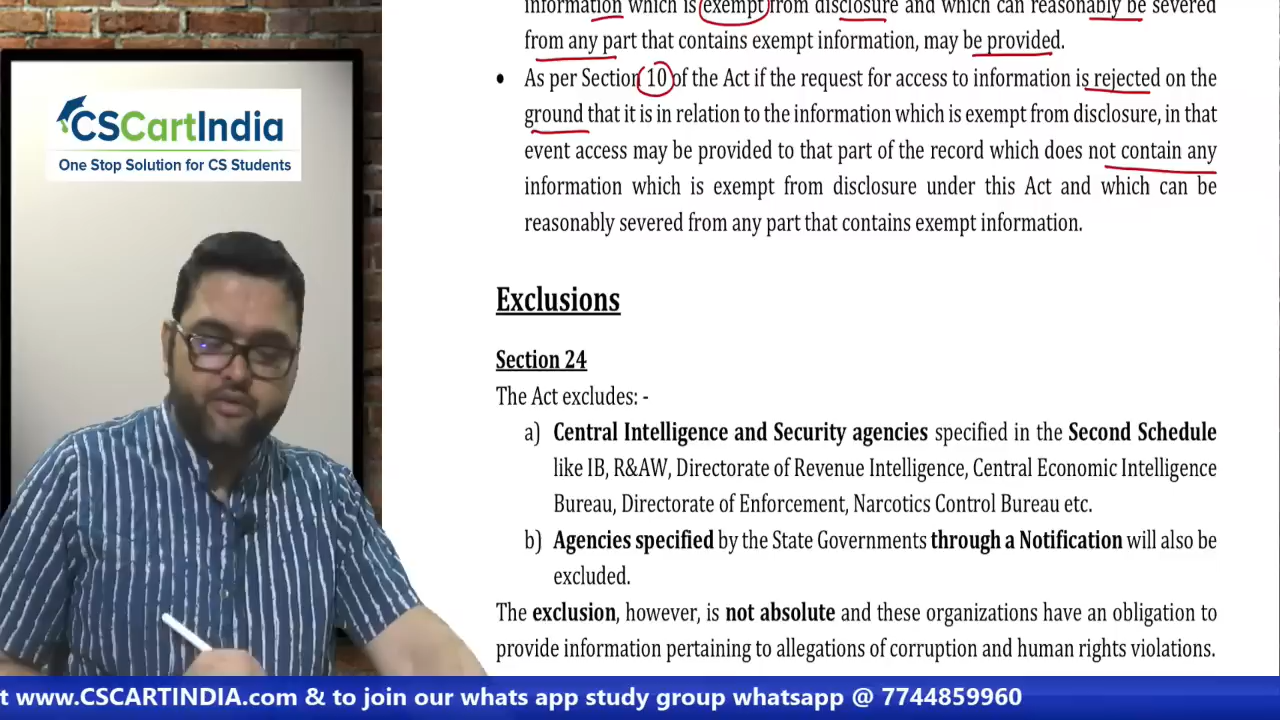 information which is exempt from disclosure and which can reasonably be severed
from any part that contains exempt information, may be provided.
• As per Section 10 of the Act if the request for access to information is rejected on the
ground that it is in relation to the information which is exempt from disclosure, in that
event access may be provided to that part of the record which does not contain any
information which is exempt from disclosure under this Act and which can be
reasonably severed from any part that contains exempt information.
CSCartIndia
One Stop Solution for CS Students
Exclusions
Section 24
The Act excludes: -
a) Central Intelligence and Security agencies specified in the Second Schedule
like IB, R&AW, Directorate of Revenue Intelligence, Central Economic Intelligence
Bureau, Directorate of Enforcement, Narcotics Control Bureau etc.
b) Agencies specified by the State Governments through a Notification will also be
excluded.
The exclusion, however, is not absolute and these organizations have an obligation to
provide information pertaining to allegations of corruption and human rights violations.
t www.CSCARTINDIA.com & to join our whats app study group whatsapp @ 7744859960